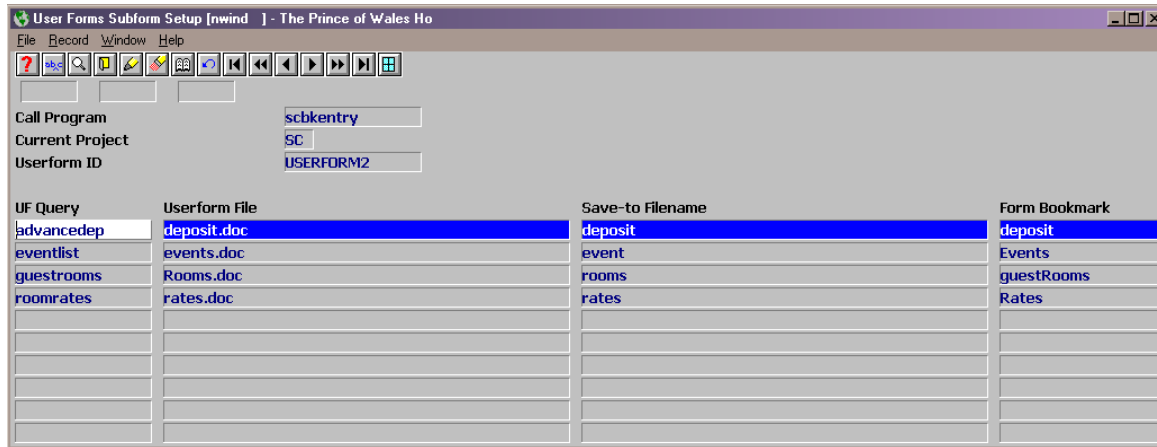 User Forms Subform Setup [nwind ] - The Prince of Wales Ho
File Record Window Help
Call Program scbkentry
Current Project SC
Userform ID USERFORM2
UF Query Userform File Save-to Filename Form Bookmark
advancedep deposit.doc deposit deposit
eventlist events.doc event Events
guestrooms Rooms.doc rooms guestRooms
roomrates rates.doc rates Rates